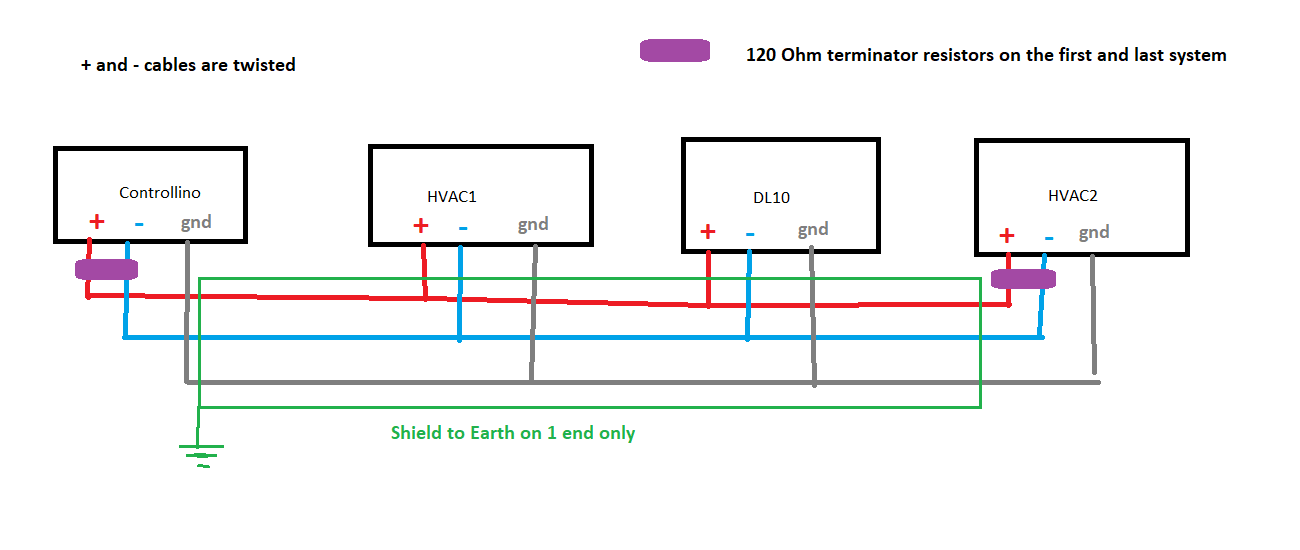 120 Ohm terminator resistors on the first and last system
+ and - cables are twisted
Controllino
HVAC1
DL10
HVAC2
+ - gnd
+ - gnd
+ - gnd
+ - gnd
Shield to Earth on 1 end only